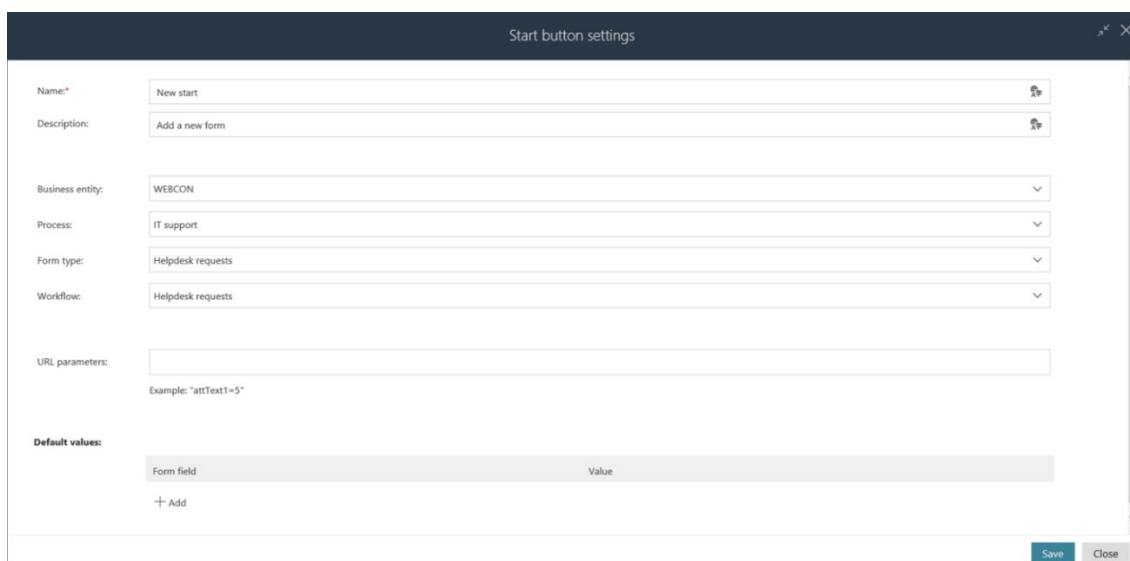 Start button settings
Name:* New start
Description: Add a new form
Business entity: WEBCON
Process: IT support
Form type: Helpdesk requests
Workflow: Helpdesk requests
URL parameters:
Example: "attText1=5"
Default values:
Form field Value
+ Add
Save Close